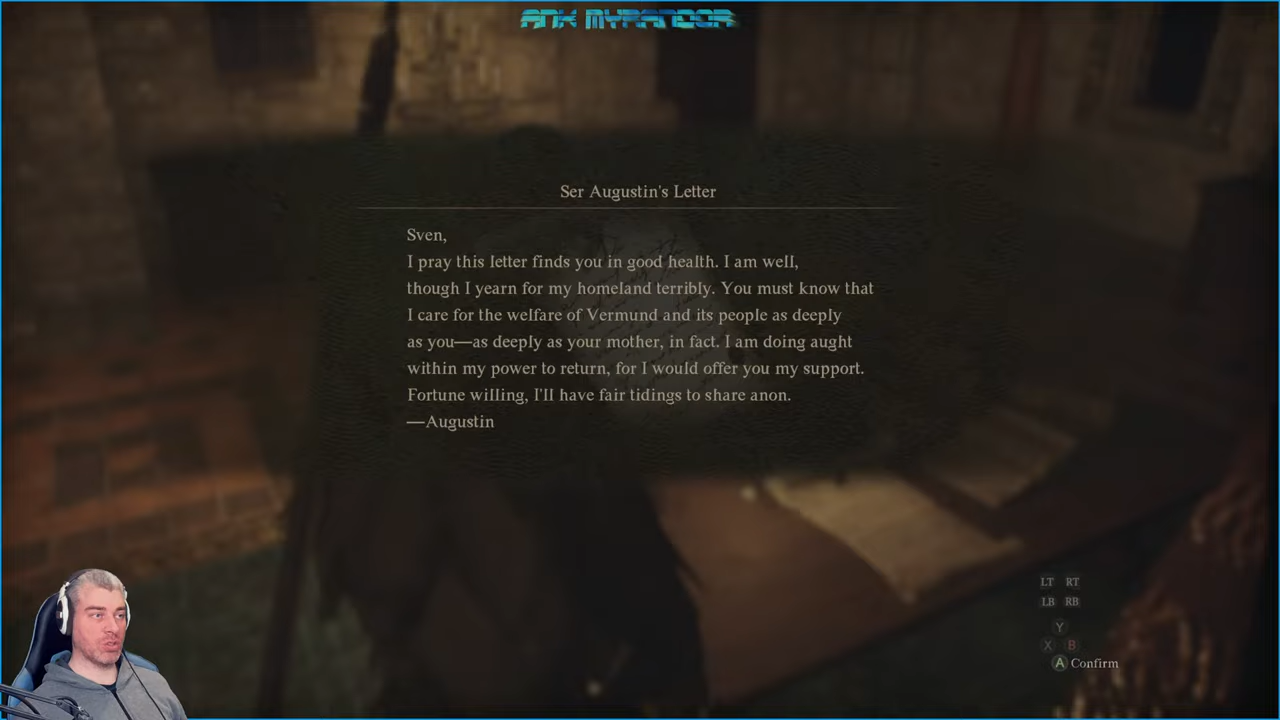 ANK MYRANDOR
Ser Augustin's Letter
Sven,
I pray this letter finds you in good health. I am well,
though I yearn for my homeland terribly. You must know that
I care for the welfare of Vermund and its people as deeply
as you—as deeply as your mother, in fact. I am doing aught
within my power to return, for I would offer you my support.
Fortune willing, I'll have fair tidings to share anon.
—Augustin
LT RT
LB RB
Y
X B
A Confirm